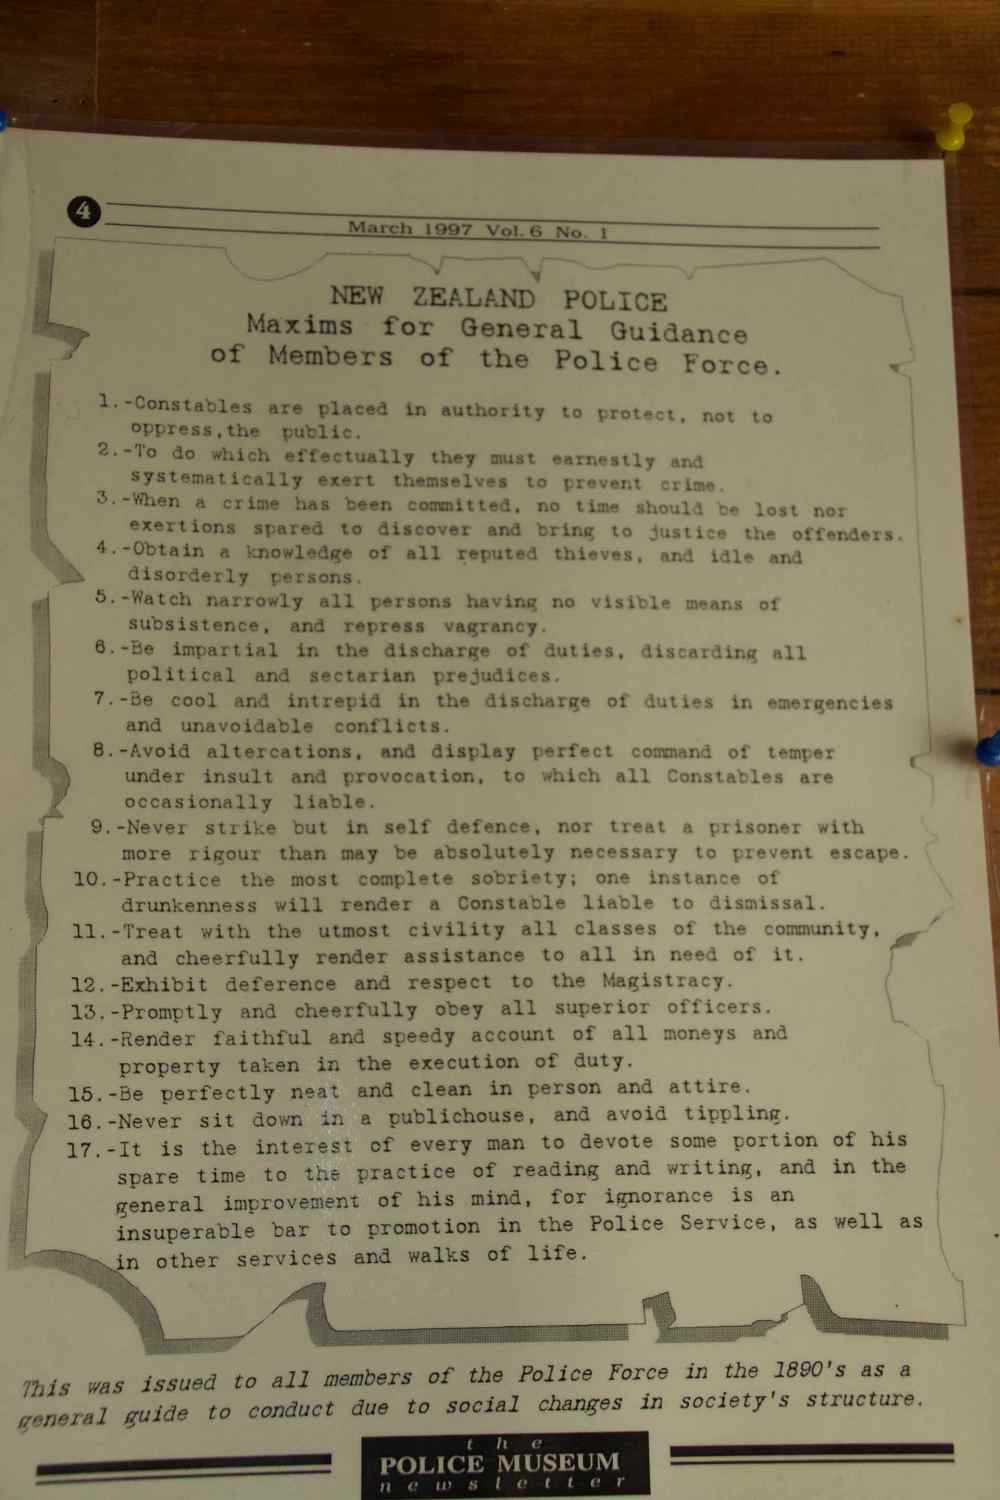 4
March 1997 Vol. 6 No. 1
NEW ZEALAND POLICE
Maxims for General Guidance
of Members of the Police Force.
1.-Constables are placed in authority to protect, not to
oppress,the public.
2.-To do which effectually they must earnestly and
systematically exert themselves to prevent crime.
3.-When a crime has been committed, no time should be lost nor
exertions spared to discover and bring to justice the offenders.
4.-Obtain a knowledge of all reputed thieves, and idle and
disorderly persons.
5.-Watch narrowly all persons having no visible means of
subsistence, and repress vagrancy.
6.-Be impartial in the discharge of duties, discarding all
political and sectarian prejudices.
7.-Be cool and intrepid in the discharge of duties in emergencies
and unavoidable conflicts.
8.-Avoid altercations, and display perfect command of temper
under insult and provocation, to which all Constables are
occasionally liable.
9.-Never strike but in self defence, nor treat a prisoner with
more rigour than may be absolutely necessary to prevent escape.
10.-Practice the most complete sobriety; one instance of
drunkenness will render a Constable liable to dismissal.
11.-Treat with the utmost civility all classes of the community,
and cheerfully render assistance to all in need of it.
12.-Exhibit deference and respect to the Magistracy.
13.-Promptly and cheerfully obey all superior officers.
14.-Render faithful and speedy account of all moneys and
property taken in the execution of duty.
15.-Be perfectly neat and clean in person and attire.
16.-Never sit down in a publichouse, and avoid tippling.
17.-It is the interest of every man to devote some portion of his
spare time to the practice of reading and writing, and in the
general improvement of his mind, for ignorance is an
insuperable bar to promotion in the Police Service, as well as
in other services and walks of life.
This was issued to all members of the Police Force in the 1890's as a
general guide to conduct due to social changes in society's structure.
the
POLICE MUSEUM
newsletter